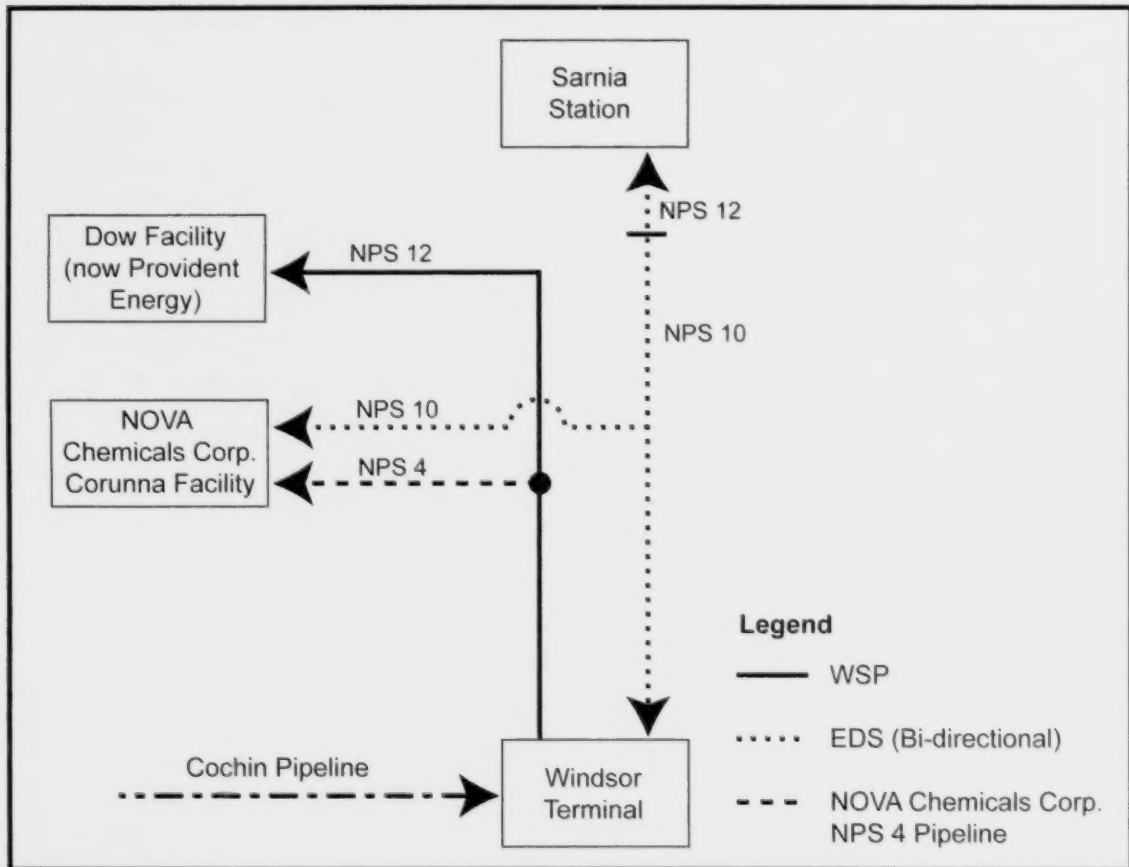 Sarnia
Station
NPS 12
Dow Facility
(now Provident
Energy)
NPS 12
NPS 10
NOVA
Chemicals Corp.
Corunna Facility
NPS 10
NPS 4
Legend
WSP
EDS (Bi-directional)
NOVA Chemicals Corp.
NPS 4 Pipeline
Cochin Pipeline
Windsor
Terminal